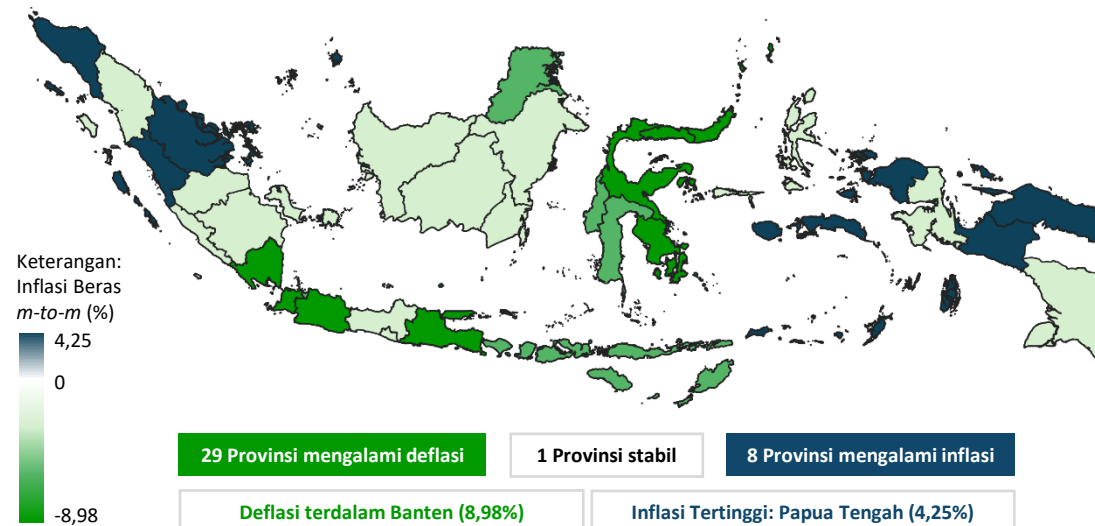 Keterangan:
Inflasi Beras
m-to-m (%)
4,25
0
-8,98
29 Provinsi mengalami deflasi
1 Provinsi stabil
8 Provinsi mengalami inflasi
Deflasi terdalam Banten (8,98%)
Inflasi Tertinggi: Papua Tengah (4,25%)